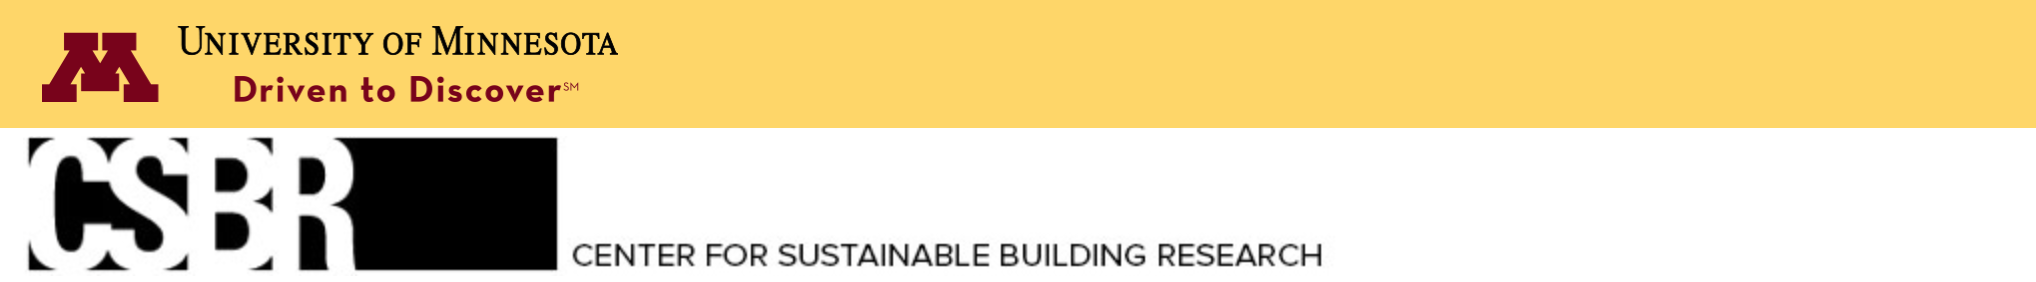 M
UNIVERSITY OF MINNESOTA
Driven to Discover℠
CSBR
CENTER FOR SUSTAINABLE BUILDING RESEARCH